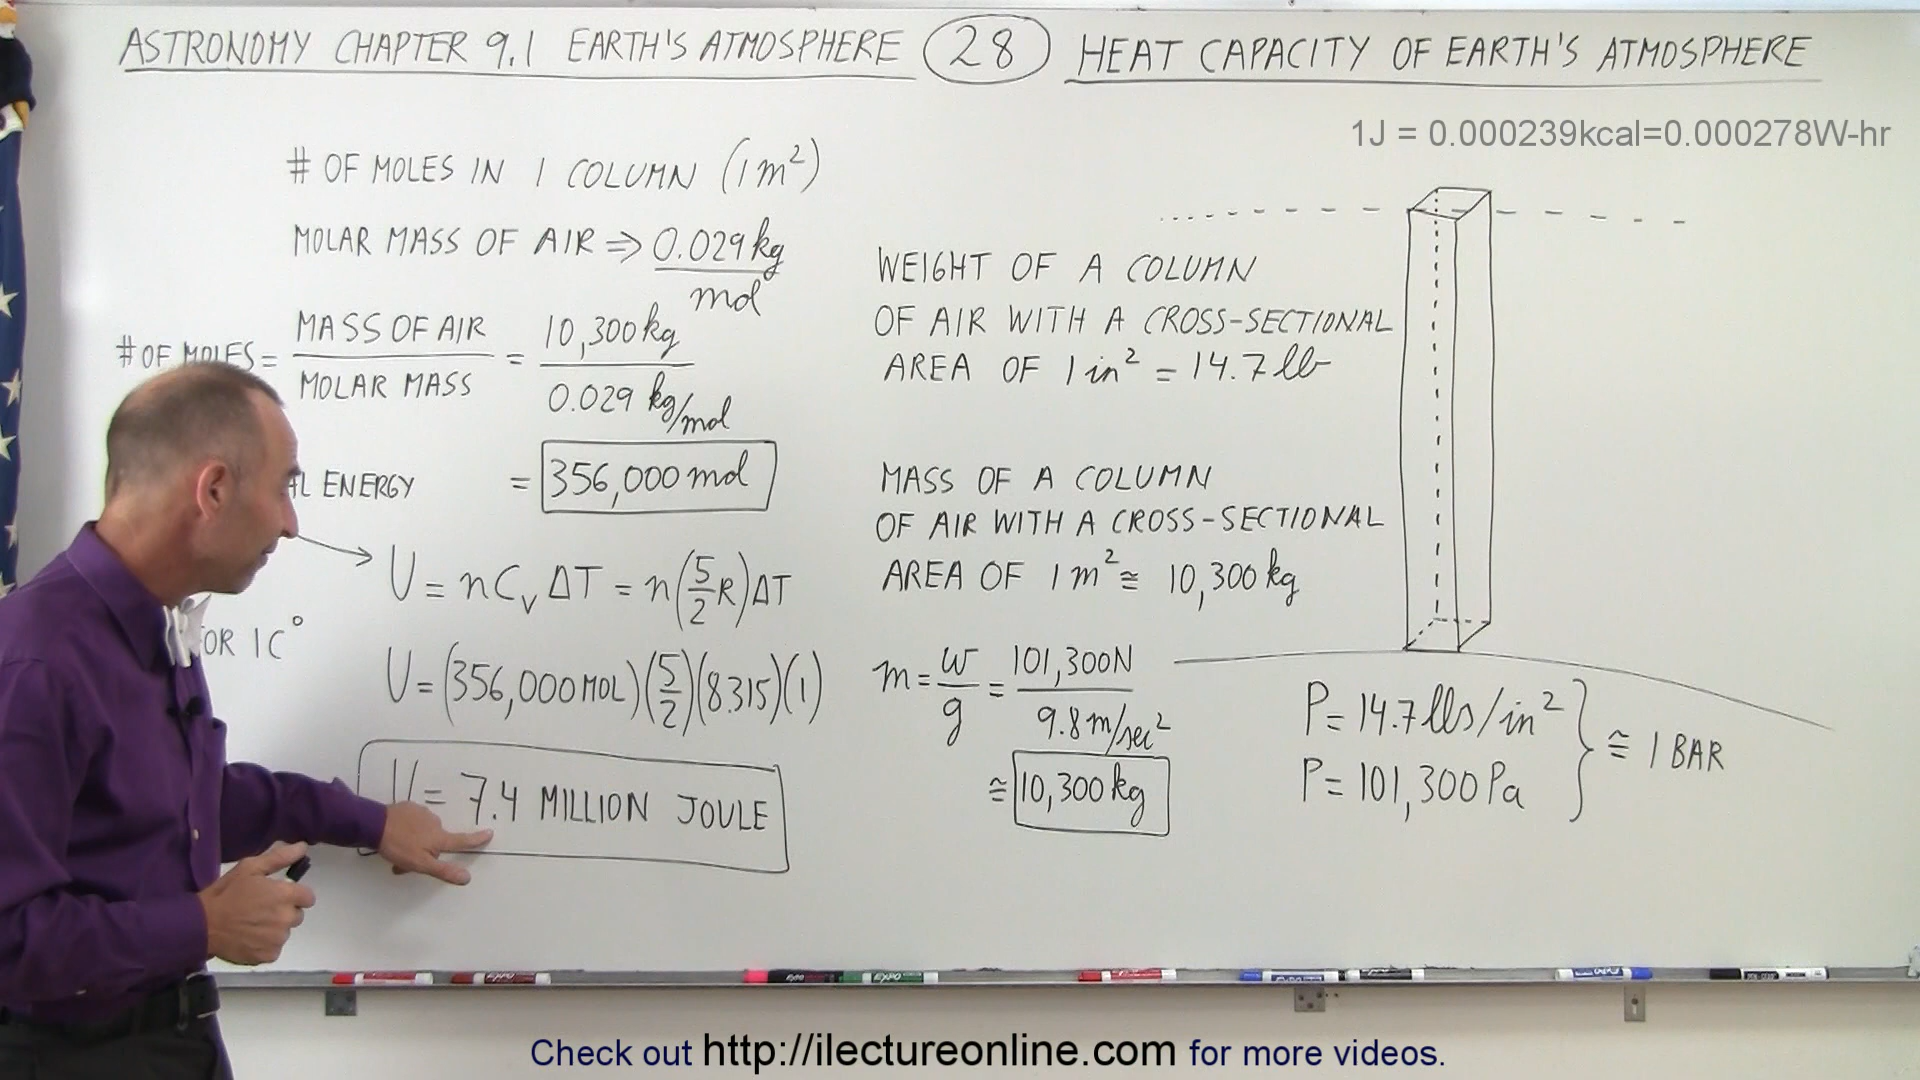 ASTRONOMY CHAPTER 9.1 EARTH'S ATMOSPHERE 28 HEAT CAPACITY OF EARTH'S ATMOSPHERE
1J = 0.000239kcal=0.000278W-hr
# OF MOLES IN 1 COLUMN (1m²)
MOLAR MASS OF AIR ⇒ 0.029 kg/mol
# OF MOLES = MASS OF AIR / MOLAR MASS = 10,300 kg / 0.029 kg/mol
= 356,000 mol
ENERGY
U = nCᵥΔT = n(5/2 R)ΔT
FOR 1C°
U = (356,000 MOL)(5/2)(8.315)(1)
U = 7.4 MILLION JOULE
WEIGHT OF A COLUMN
OF AIR WITH A CROSS-SECTIONAL
AREA OF 1 in² = 14.7 lb
MASS OF A COLUMN
OF AIR WITH A CROSS-SECTIONAL
AREA OF 1 m² ≅ 10,300 kg
m = W/g = 101,300N / 9.8 m/sec²
≅ 10,300 kg
P = 14.7 lbs/in²
P = 101,300 Pa
≅ 1 BAR
EXPO
EXPO
Check out http://ilectureonline.com for more videos.